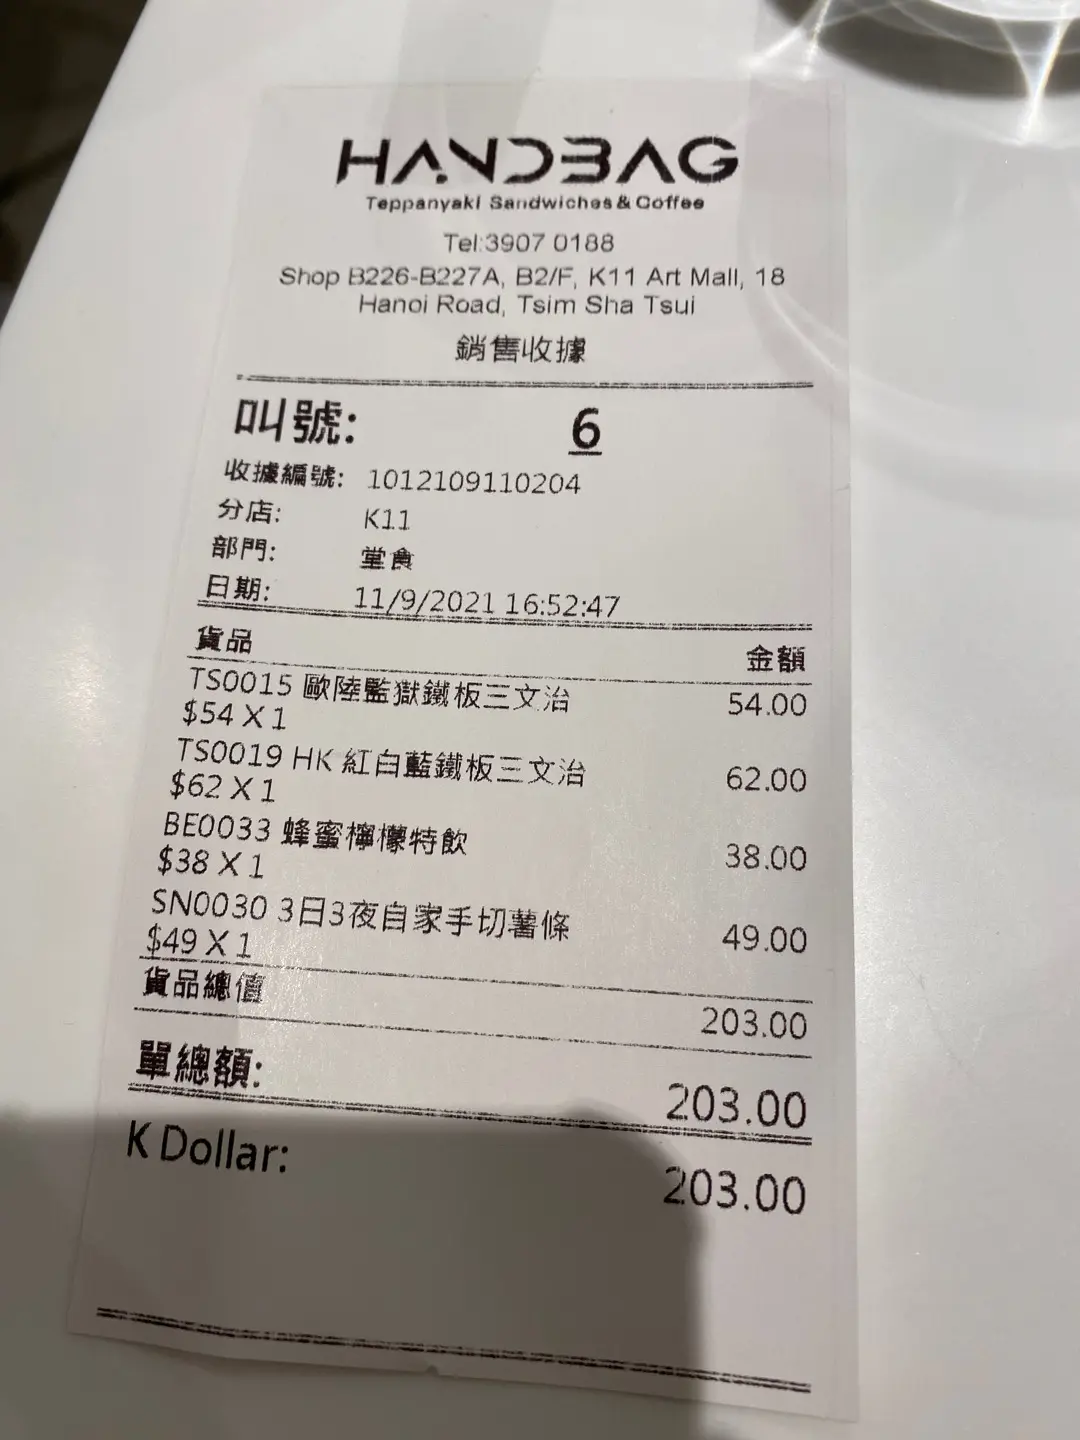 HANDBAG
Teppanyaki Sandwiches & Coffee
Tel:3907 0188
Shop B226-B227A, B2/F, K11 Art Mall, 18
Hanoi Road, Tsim Sha Tsui
銷售收據
叫號: 6
收據編號: 1012109110204
分店: K11
部門: 堂食
日期: 11/9/2021 16:52:47
貨品 金額
TS0015 歐陸監獄鐵板三文治 54.00
$54 X 1
TS0019 HK 紅白藍鐵板三文治 62.00
$62 X 1
BE0033 蜂蜜檸檬特飲 38.00
$38 X 1
SN0030 3日3夜自家手切薯條 49.00
$49 X 1
貨品總值 203.00
單總額: 203.00
K Dollar: 203.00